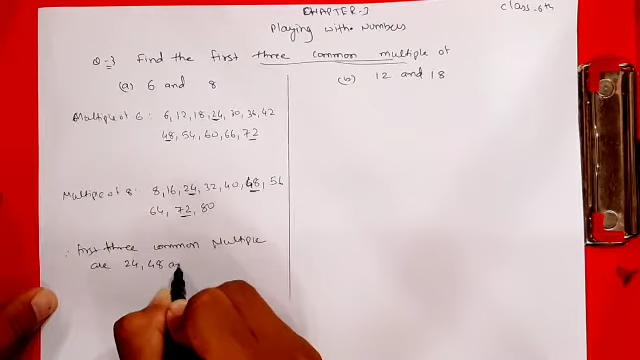 CHAPTER-3
Class-6th
Playing with Numbers
Q-3 Find the first three common multiple of
(a) 6 and 8
Multiple of 6: 6, 12, 18, 24, 30, 36, 42
48, 54, 60, 66, 72
Multiple of 8: 8, 16, 24, 32, 40, 48, 56
64, 72, 80
∴ first three common Multiple
are 24, 48 an
(b) 12 and 18